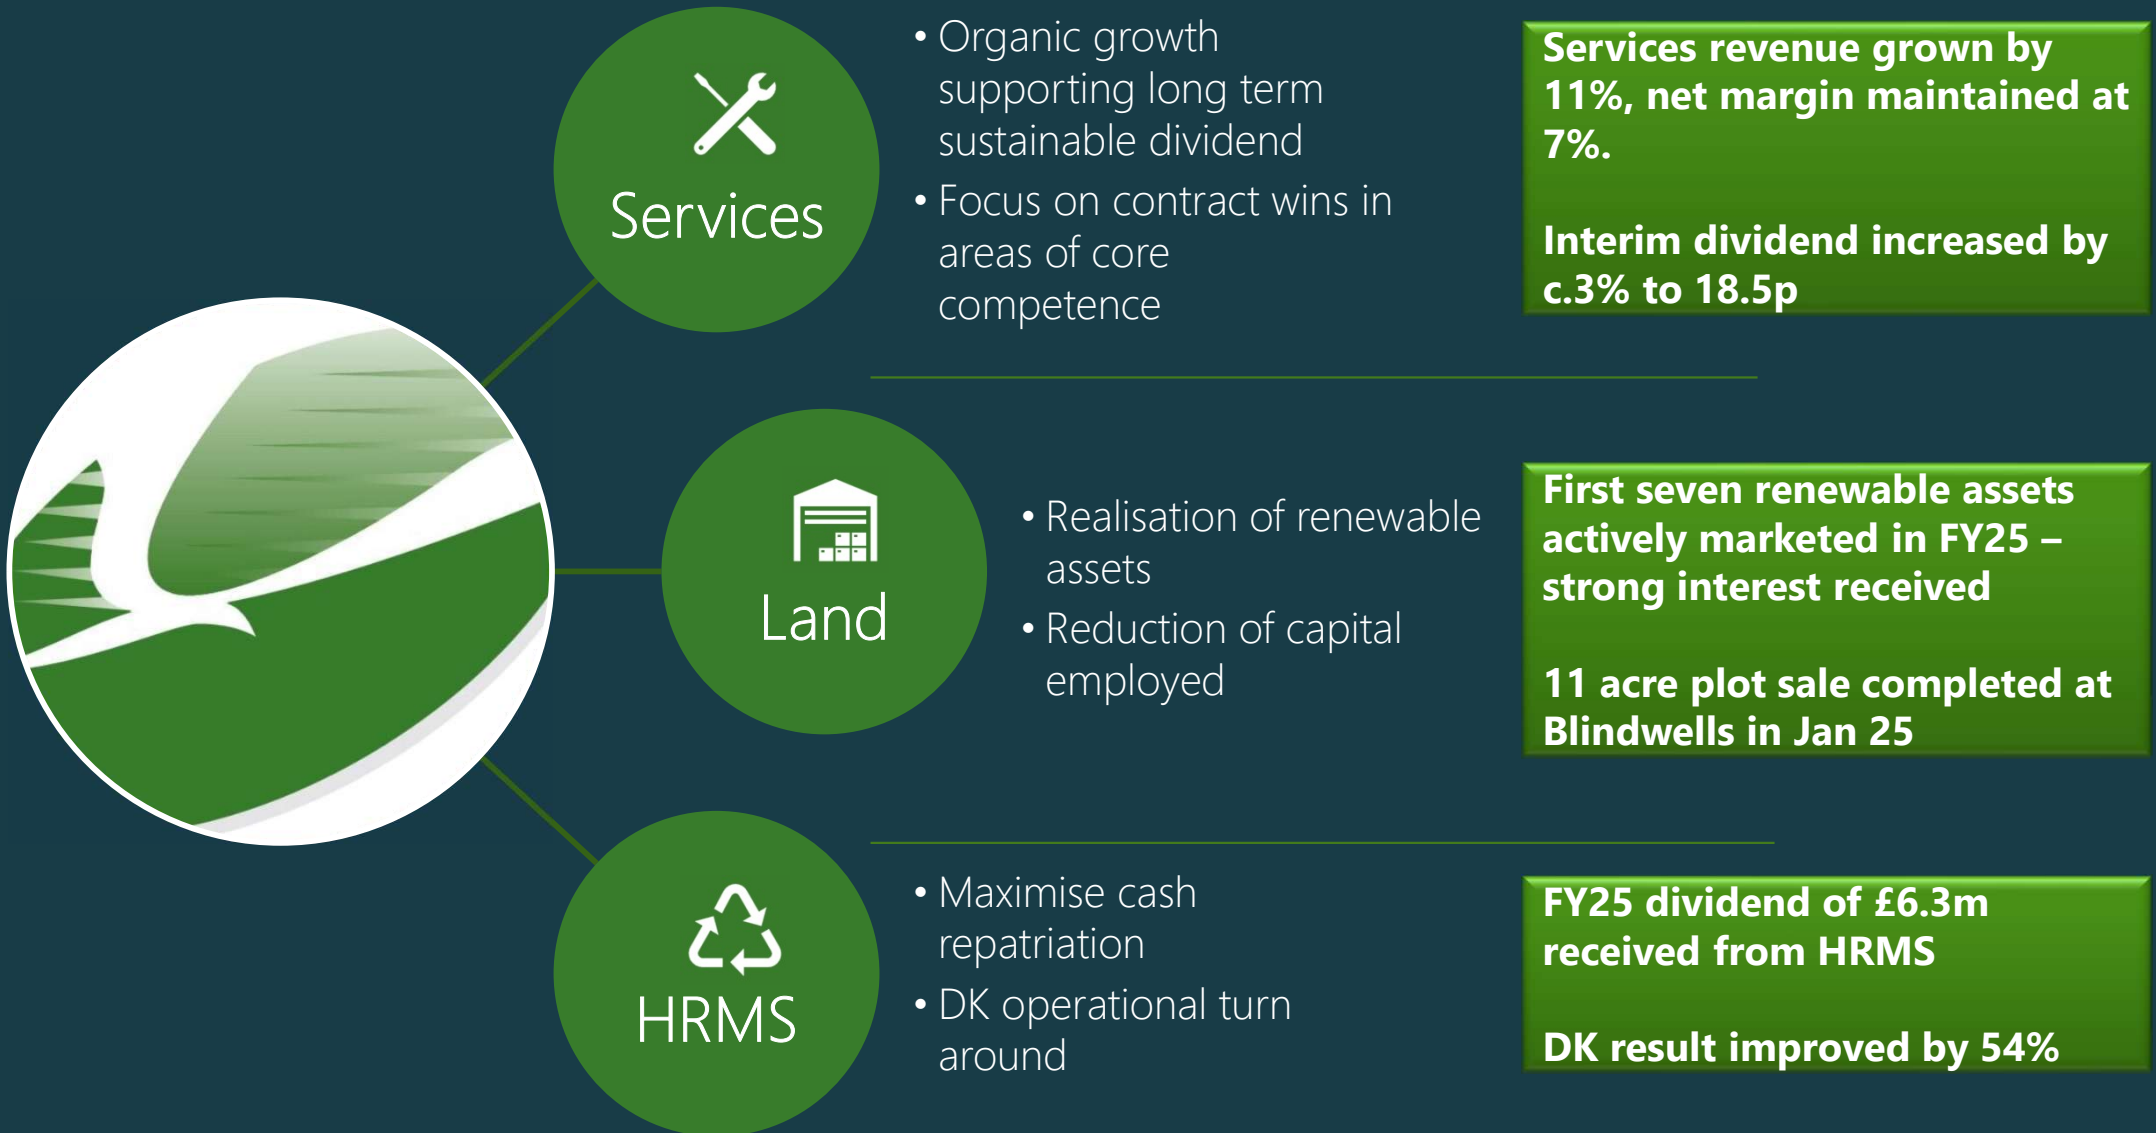 Services
• Organic growth
supporting long term
sustainable dividend
• Focus on contract wins in
areas of core
competence
Services revenue grown by
11%, net margin maintained at
7%.
Interim dividend increased by
c.3% to 18.5p
Land
• Realisation of renewable
assets
• Reduction of capital
employed
First seven renewable assets
actively marketed in FY25 –
strong interest received
11 acre plot sale completed at
Blindwells in Jan 25
HRMS
• Maximise cash
repatriation
• DK operational turn
around
FY25 dividend of £6.3m
received from HRMS
DK result improved by 54%